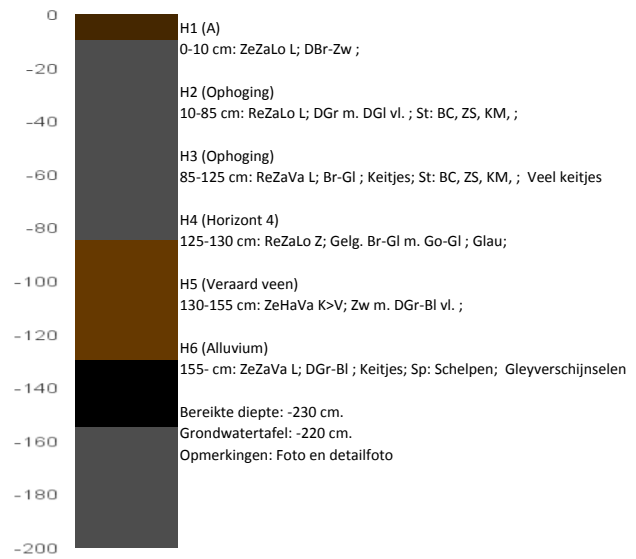 0
-20
-40
-60
-80
-100
-120
-140
-160
-180
-200
H1 (A)
0-10 cm: ZeZaLo L; DBr-Zw ;
H2 (Ophoging)
10-85 cm: ReZaLo L; DGr m. DGl vl. ; St: BC, ZS, KM, ;
H3 (Ophoging)
85-125 cm: ReZaVa L; Br-Gl ; Keitjes; St: BC, ZS, KM, ;  Veel keitjes
H4 (Horizont 4)
125-130 cm: ReZaLo Z; Gelg. Br-Gl m. Go-Gl ; Glau;
H5 (Veraard veen)
130-155 cm: ZeHaVa K>V; Zw m. DGr-Bl vl. ;
H6 (Alluvium)
155- cm: ZeZaVa L; DGr-Bl ; Keitjes; Sp: Schelpen;  Gleyverschijnselen
Bereikte diepte: -230 cm.
Grondwatertafel: -220 cm.
Opmerkingen: Foto en detailfoto